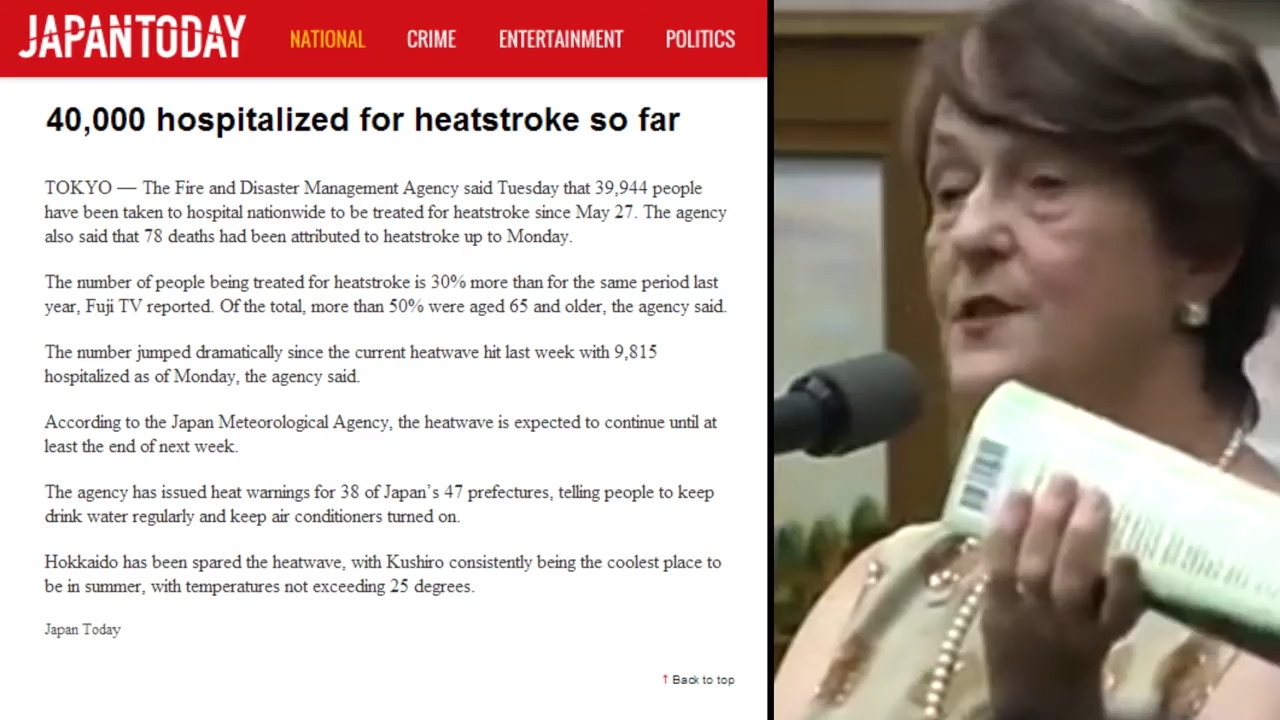 JAPANTODAY NATIONAL CRIME ENTERTAINMENT POLITICS
40,000 hospitalized for heatstroke so far
TOKYO — The Fire and Disaster Management Agency said Tuesday that 39,944 people
have been taken to hospital nationwide to be treated for heatstroke since May 27. The agency
also said that 78 deaths had been attributed to heatstroke up to Monday.
The number of people being treated for heatstroke is 30% more than for the same period last
year, Fuji TV reported. Of the total, more than 50% were aged 65 and older, the agency said.
The number jumped dramatically since the current heatwave hit last week with 9,815
hospitalized as of Monday, the agency said.
According to the Japan Meteorological Agency, the heatwave is expected to continue until at
least the end of next week.
The agency has issued heat warnings for 38 of Japan’s 47 prefectures, telling people to keep
drink water regularly and keep air conditioners turned on.
Hokkaido has been spared the heatwave, with Kushiro consistently being the coolest place to
be in summer, with temperatures not exceeding 25 degrees.
Japan Today
↑ Back to top